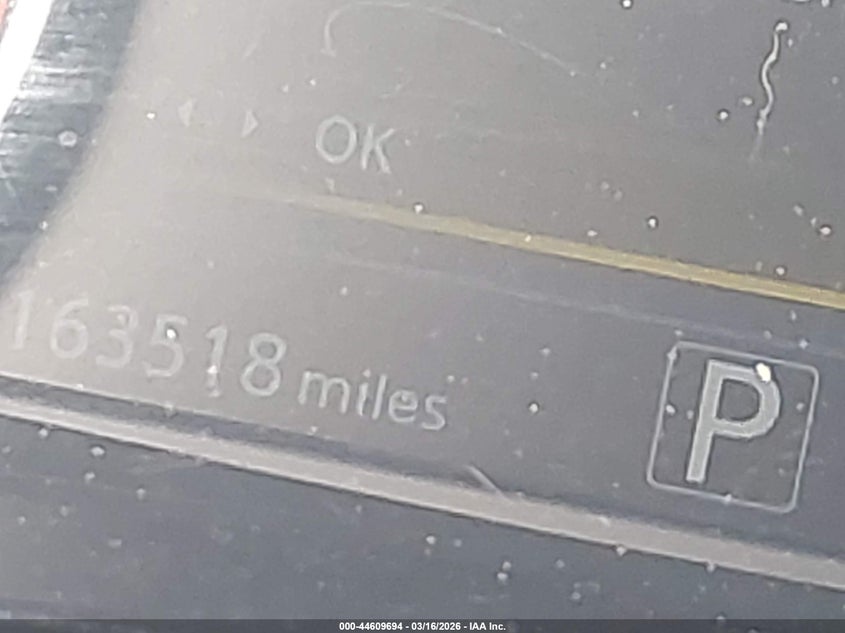 OK
163518 miles
P
000-44609694 - 03/16/2026 - IAA Inc.